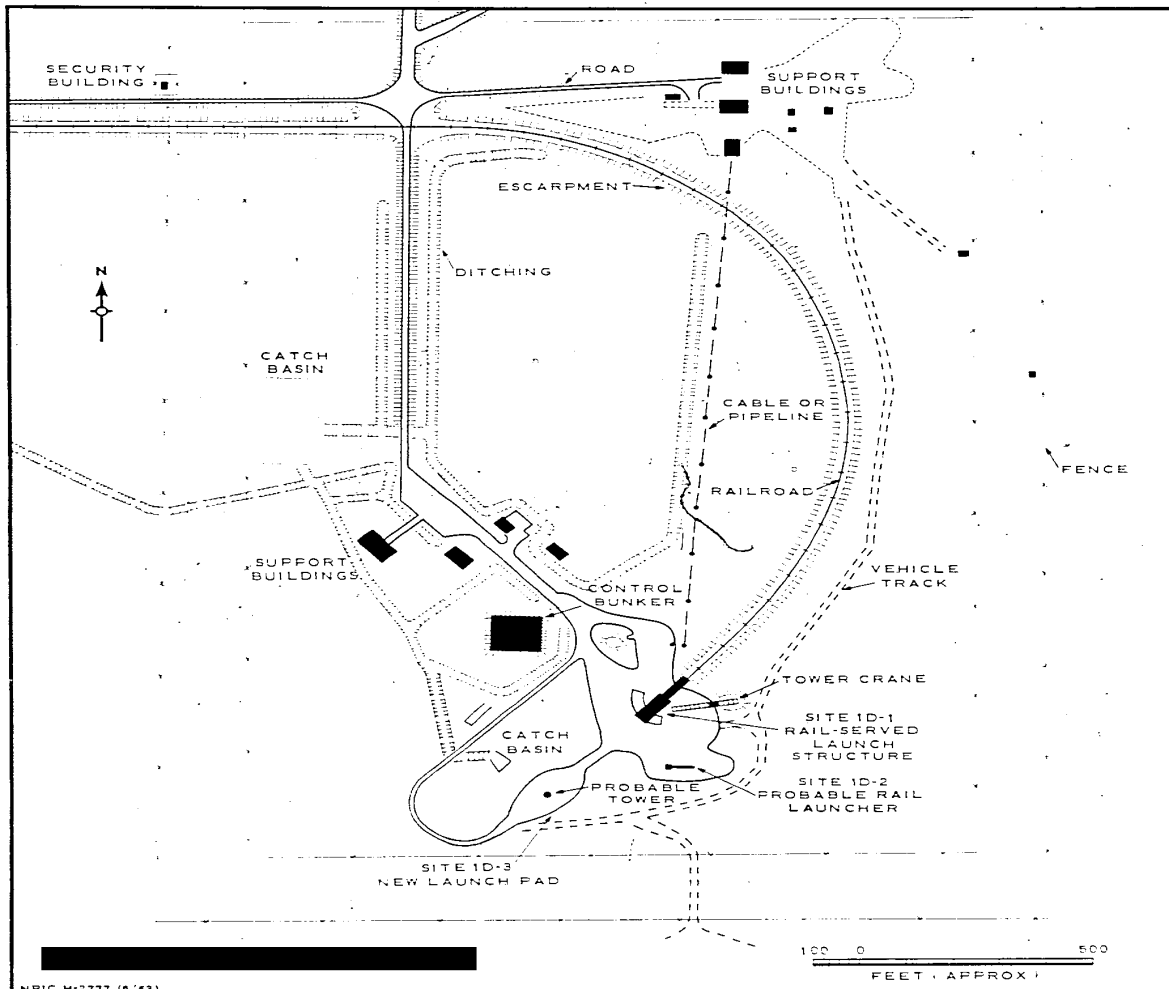 SECURITY
BUILDING
ROAD
SUPPORT
BUILDINGS
ESCARPMENT
N
DITCHING
CATCH
BASIN
CABLE OR
PIPELINE
FENCE
RAILROAD
VEHICLE
TRACK
SUPPORT
BUILDINGS
CONTROL
BUNKER
TOWER CRANE
SITE 1D-1
RAIL-SERVED
LAUNCH
STRUCTURE
CATCH
BASIN
SITE 1D-2
PROBABLE RAIL
LAUNCHER
PROBABLE
TOWER
SITE 1D-3
NEW LAUNCH PAD
100 0 500
FEET (APPROX)